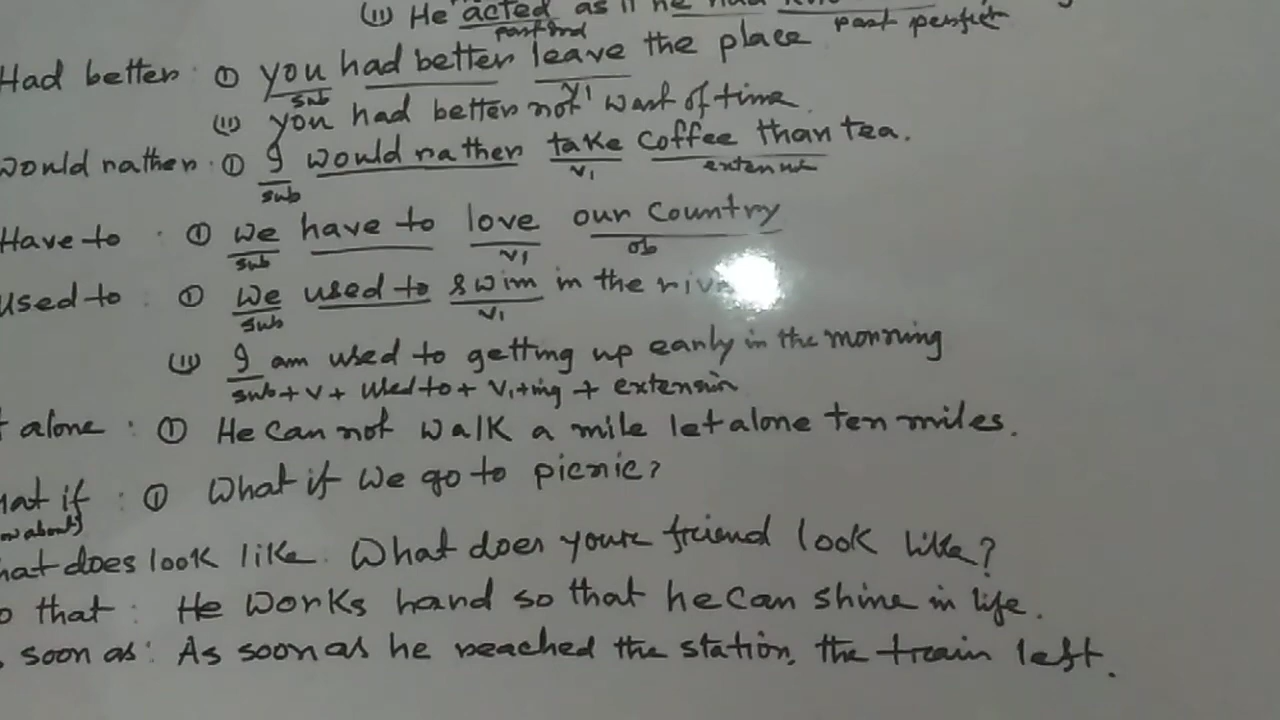 (ii) He acted as if he had
past ind past perfect
Had better : ① you had better leave the place
sub V1
(ii) you had better not wast of time.
would rather : ① I would rather take coffee than tea.
sub V1 extension
Have to : ① we have to love our country
sub V1 ob
used to : ① we used to swim in the riv
sub V1
(ii) I am used to getting up early in the morning
sub + v + used to + V1+ing + extension
t alone : ① He can not walk a mile let alone ten miles.
hat if : ① What if we go to picnic?
ow about)
hat does look like. What does your friend look like?
o that : He works hard so that he can shine in life.
soon as : As soon as he reached the station, the train left.